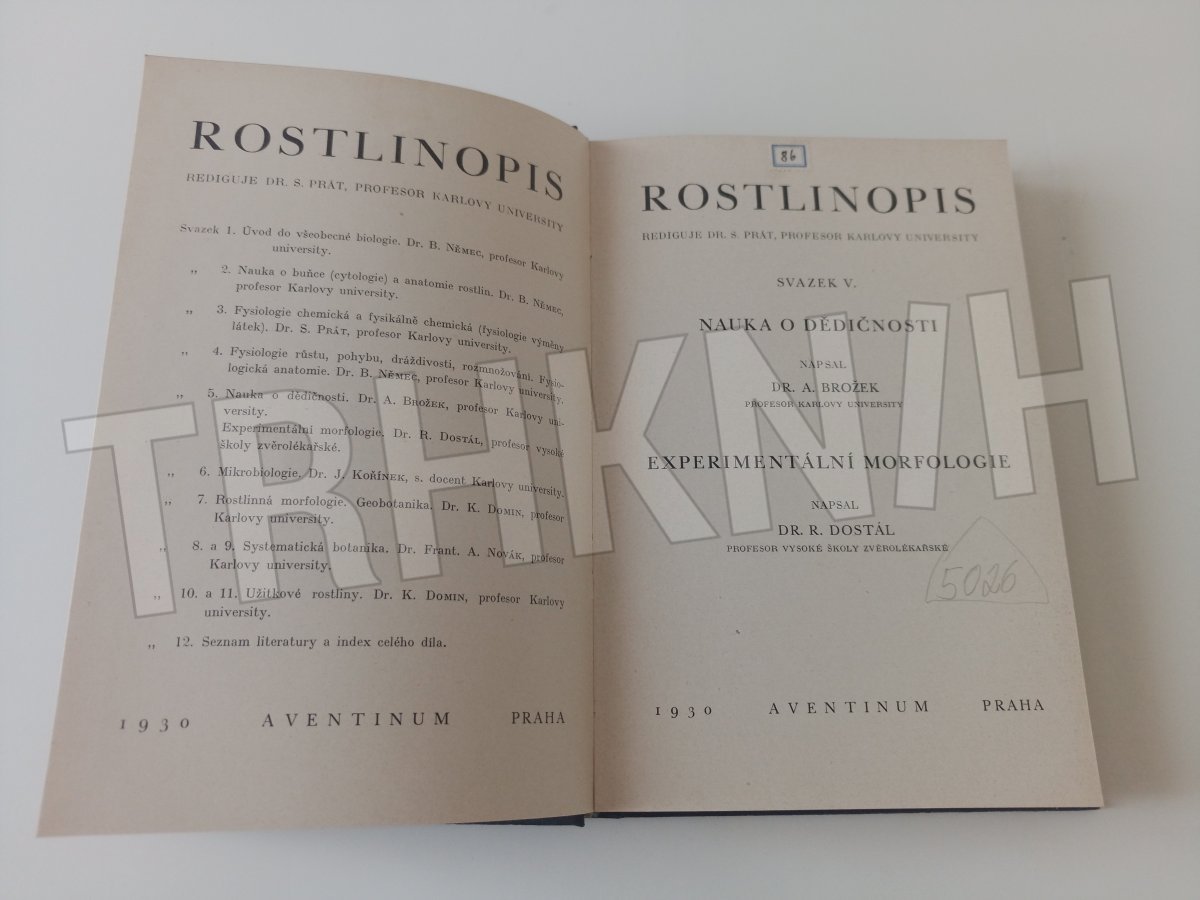 ROSTLINOPIS
REDIGUJE DR. S. PRÁT, PROFESOR KARLOVY UNIVERSITY
Svazek 1. Úvod do všeobecné biologie. Dr. B. Němec, profesor Karlovy
university.
„ 2. Nauka o buňce (cytologie) a anatomie rostlin. Dr. B. Němec,
profesor Karlovy university.
„ 3. Fysiologie chemická a fysikálně chemická (fysiologie výměny
látek). Dr. S. Prát, profesor Karlovy university.
„ 4. Fysiologie růstu, pohybu, dráždivosti, rozmnožování. Fysio-
logická anatomie. Dr. B. Němec, profesor Karlovy university.
„ 5. Nauka o dědičnosti. Dr. A. Brožek, profesor Karlovy uni-
versity.
Experimentální morfologie. Dr. R. Dostál, profesor vysoké
školy zvěrolékařské.
„ 6. Mikrobiologie. Dr. J. Kořínek, s. docent Karlovy university.
„ 7. Rostlinná morfologie. Geobotanika. Dr. K. Domin, profesor
Karlovy university.
„ 8. a 9. Systematická botanika. Dr. Frant. A. Novák, profesor
Karlovy university.
„ 10. a 11. Užitkové rostliny. Dr. K. Domin, profesor Karlovy
university.
„ 12. Seznam literatury a index celého díla.
1930 AVENTINUM PRAHA
86
ROSTLINOPIS
REDIGUJE DR. S. PRÁT, PROFESOR KARLOVY UNIVERSITY
SVAZEK V.
NAUKA O DĚDIČNOSTI
NAPSAL
DR. A. BROŽEK
PROFESOR KARLOVY UNIVERSITY
EXPERIMENTÁLNÍ MORFOLOGIE
NAPSAL
DR. R. DOSTÁL
PROFESOR VYSOKÉ ŠKOLY ZVĚROLÉKAŘSKÉ
5026
1930 AVENTINUM PRAHA
TRHKNIH